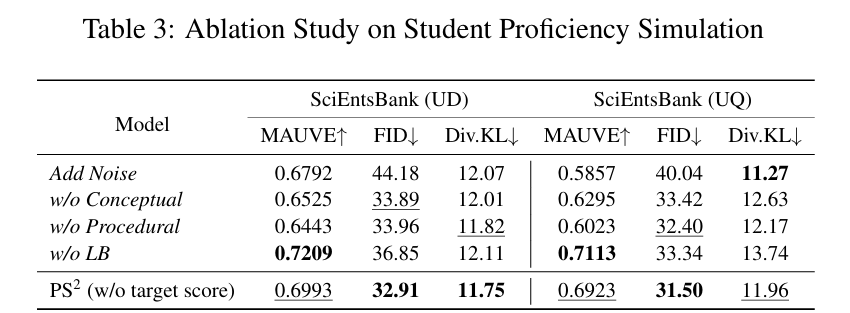 Table 3: Ablation Study on Student Proficiency Simulation
Model SciEntsBank (UD) SciEntsBank (UQ)
MAUVE↑ FID↓ Div.KL↓ MAUVE↑ FID↓ Div.KL↓
Add Noise 0.6792 44.18 12.07 0.5857 40.04 11.27
w/o Conceptual 0.6525 33.89 12.01 0.6295 33.42 12.63
w/o Procedural 0.6443 33.96 11.82 0.6023 32.40 12.17
w/o LB 0.7209 36.85 12.11 0.7113 33.34 13.74
PS² (w/o target score) 0.6993 32.91 11.75 0.6923 31.50 11.96